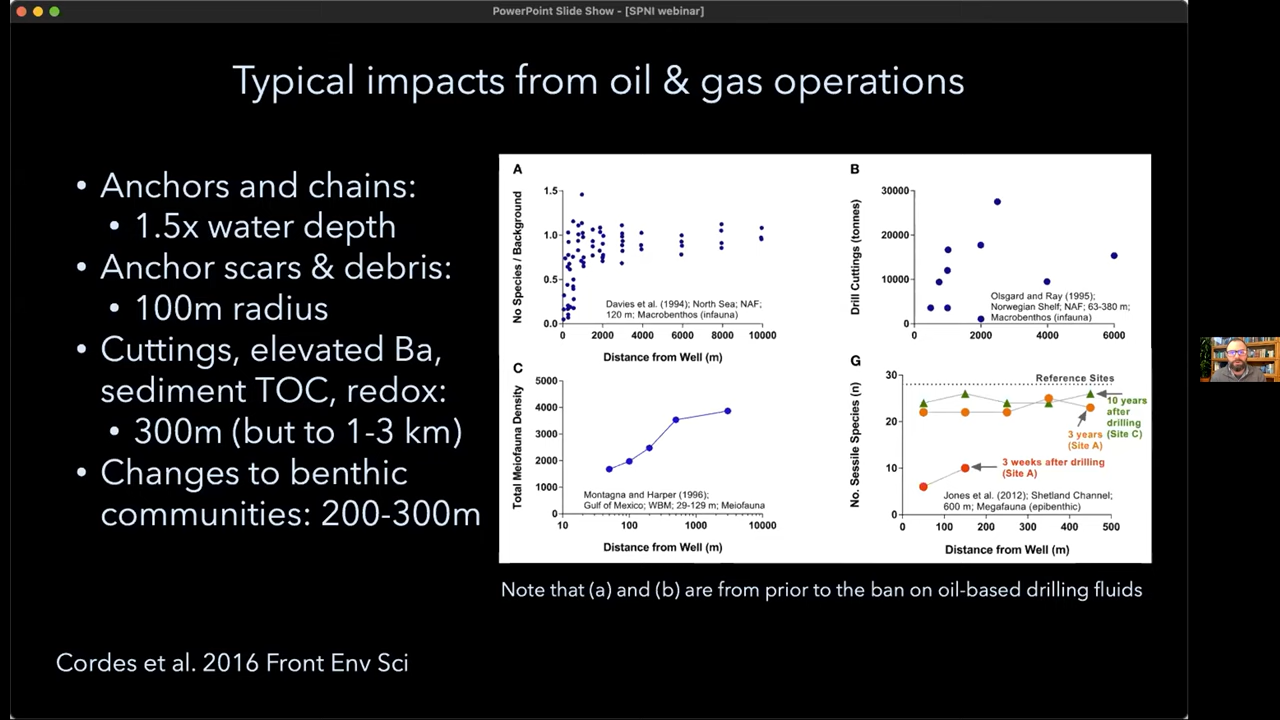 PowerPoint Slide Show - [SPNI webinar]
Typical impacts from oil & gas operations
• Anchors and chains:
• 1.5x water depth
• Anchor scars & debris:
• 100m radius
• Cuttings, elevated Ba,
sediment TOC, redox:
• 300m (but to 1-3 km)
• Changes to benthic
communities: 200-300m
Cordes et al. 2016 Front Env Sci
A
No Species / Background
1.5
1.0
0.5
0.0
Davies et al. (1994); North Sea; NAF;
120 m; Macrobenthos (infauna)
0 2000 4000 6000 8000 10000
Distance from Well (m)
B
Drill Cuttings (tonnes)
30000
20000
10000
0
Olsgard and Ray (1995);
Norwegian Shelf; NAF; 63-380 m;
Macrobenthos (infauna)
0 2000 4000 6000
C
Total Meiofauna Density
5000
4000
3000
2000
1000
0
Montagna and Harper (1996);
Gulf of Mexico; WBM; 29-129 m; Meiofauna
10 100 1000 10000
Distance from Well (m)
G
No. Sessile Species (n)
30
20
10
0
Reference Sites
10 years
after
drilling
(Site C)
3 years
(Site A)
3 weeks after drilling
(Site A)
Jones et al. (2012); Shetland Channel;
600 m; Megafauna (epibenthic)
0 100 200 300 400 500
Distance from Well (m)
Note that (a) and (b) are from prior to the ban on oil-based drilling fluids